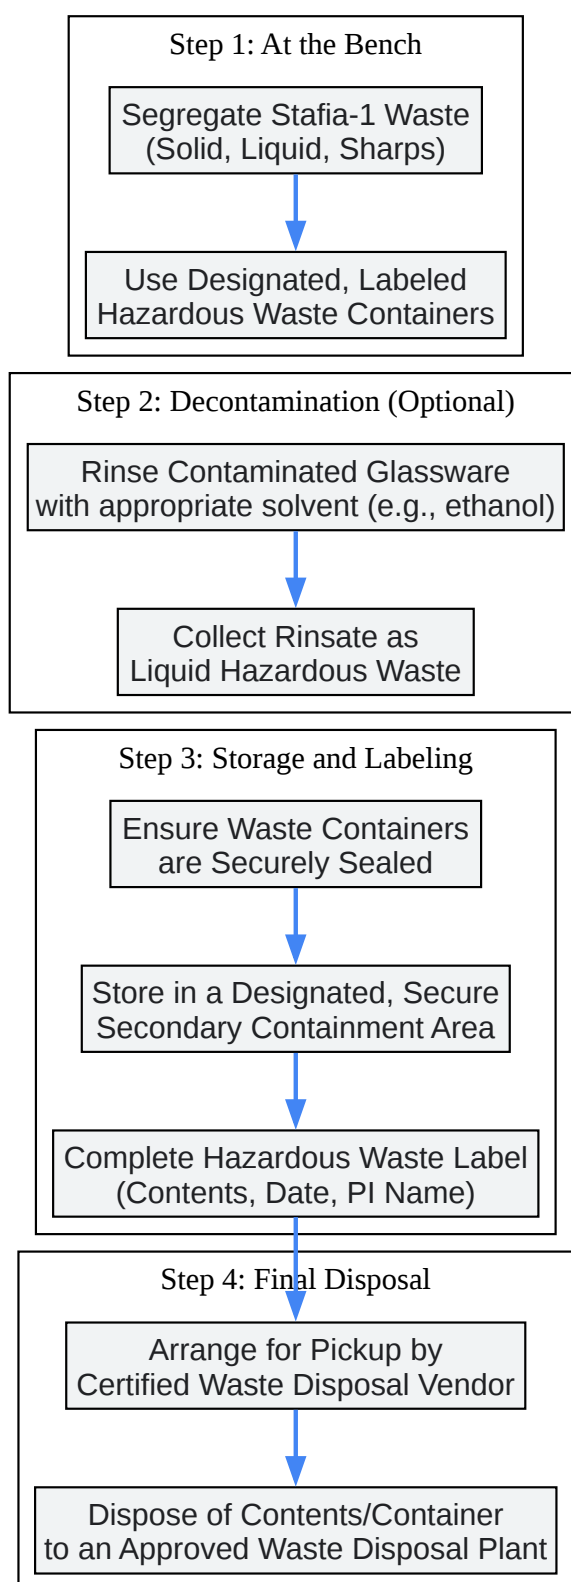 Step 1: At the Bench
Segregate Stafia-1 Waste
(Solid, Liquid, Sharps)
Use Designated, Labeled
Hazardous Waste Containers
Step 2: Decontamination (Optional)
Rinse Contaminated Glassware
with appropriate solvent (e.g., ethanol)
Collect Rinsate as
Liquid Hazardous Waste
Step 3: Storage and Labeling
Ensure Waste Containers
are Securely Sealed
Store in a Designated, Secure
Secondary Containment Area
Complete Hazardous Waste Label
(Contents, Date, PI Name)
Step 4: Final Disposal
Arrange for Pickup by
Certified Waste Disposal Vendor
Dispose of Contents/Container
to an Approved Waste Disposal Plant